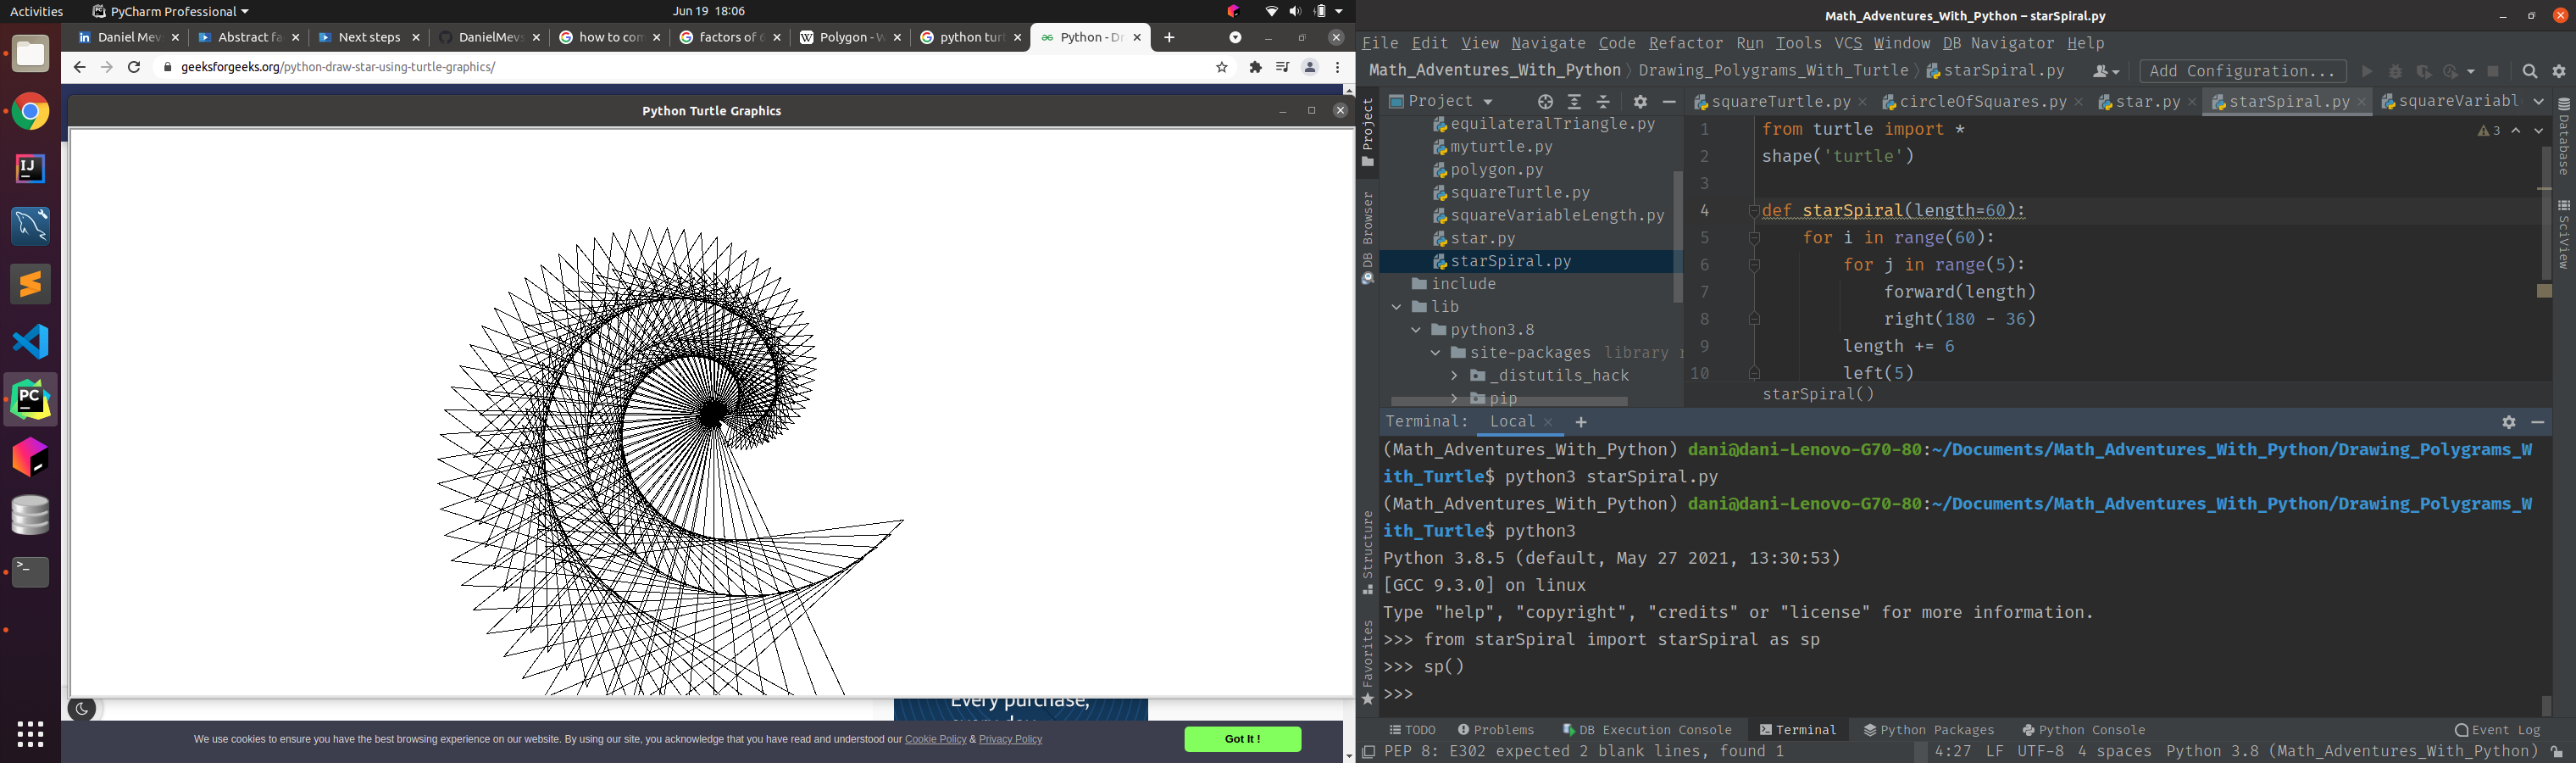 Activities
PyCharm Professional
Jun 19 18:06
Daniel Mev
Abstract fa
Next steps
DanielMevs
how to con
factors of 6
Polygon - W
python turt
Python - Dr
geeksforgeeks.org/python-draw-star-using-turtle-graphics/
Python Turtle Graphics
Every purchase,
We use cookies to ensure you have the best browsing experience on our website. By using our site, you acknowledge that you have read and understood our Cookie Policy & Privacy Policy
Got It !
Math_Adventures_With_Python – starSpiral.py
File Edit View Navigate Code Refactor Run Tools VCS Window DB Navigator Help
Math_Adventures_With_Python Drawing_Polygrams_With_Turtle starSpiral.py
Add Configuration...
Project
squareTurtle.py
circleOfSquares.py
star.py
starSpiral.py
squareVariabl
Project
DB Browser
Structure
Favorites
equilateralTriangle.py
myturtle.py
polygon.py
squareTurtle.py
squareVariableLength.py
star.py
starSpiral.py
include
lib
python3.8
site-packages library r
_distutils_hack
pip
1 from turtle import *
2 shape('turtle')
3
4 def starSpiral(length=60):
5 for i in range(60):
6 for j in range(5):
7 forward(length)
8 right(180 - 36)
9 length += 6
10 left(5)
starSpiral()
3
Database
SciView
Terminal: Local
(Math_Adventures_With_Python) dani@dani-Lenovo-G70-80:~/Documents/Math_Adventures_With_Python/Drawing_Polygrams_W
ith_Turtle$ python3 starSpiral.py
(Math_Adventures_With_Python) dani@dani-Lenovo-G70-80:~/Documents/Math_Adventures_With_Python/Drawing_Polygrams_W
ith_Turtle$ python3
Python 3.8.5 (default, May 27 2021, 13:30:53)
[GCC 9.3.0] on linux
Type "help", "copyright", "credits" or "license" for more information.
>>> from starSpiral import starSpiral as sp
>>> sp()
>>>
TODO Problems DB Execution Console Terminal Python Packages Python Console Event Log
PEP 8: E302 expected 2 blank lines, found 1
4:27 LF UTF-8 4 spaces Python 3.8 (Math_Adventures_With_Python)